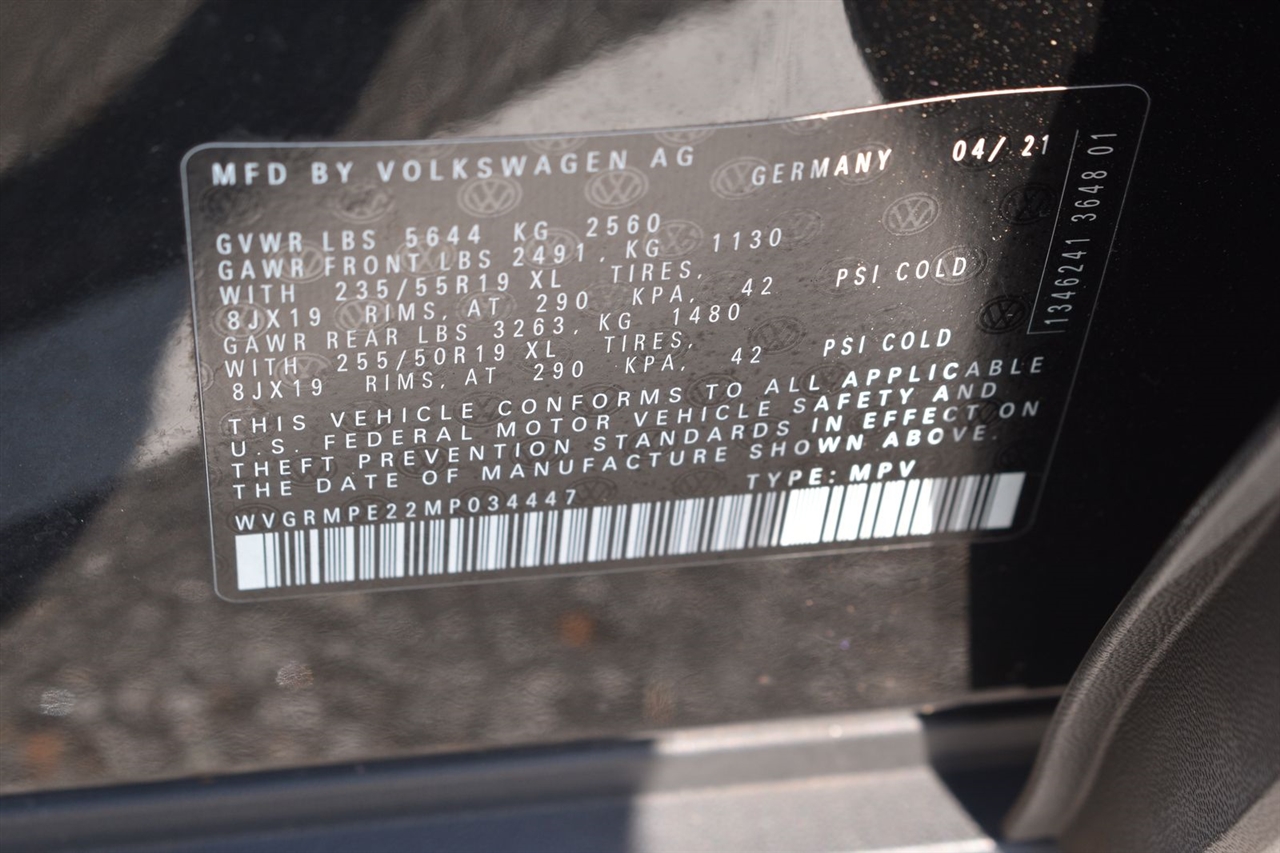 MFD BY VOLKSWAGEN AG GERMANY 04/ 21
GVWR LBS 5644 KG 2560
GAWR FRONT LBS 2491, KG 1130
WITH 235/55R19 XL TIRES,
8JX19 RIMS, AT 290 KPA, 42 PSI COLD
GAWR REAR LBS 3263, KG 1480
WITH 255/50R19 XL TIRES,
8JX19 RIMS, AT 290 KPA, 42 PSI COLD
THIS VEHICLE CONFORMS TO ALL APPLICABLE
U.S. FEDERAL MOTOR VEHICLE SAFETY AND
THEFT PREVENTION STANDARDS IN EFFECT ON
THE DATE OF MANUFACTURE SHOWN ABOVE.
WVGRMPE22MP034447 TYPE: MPV
1346241 3648 01